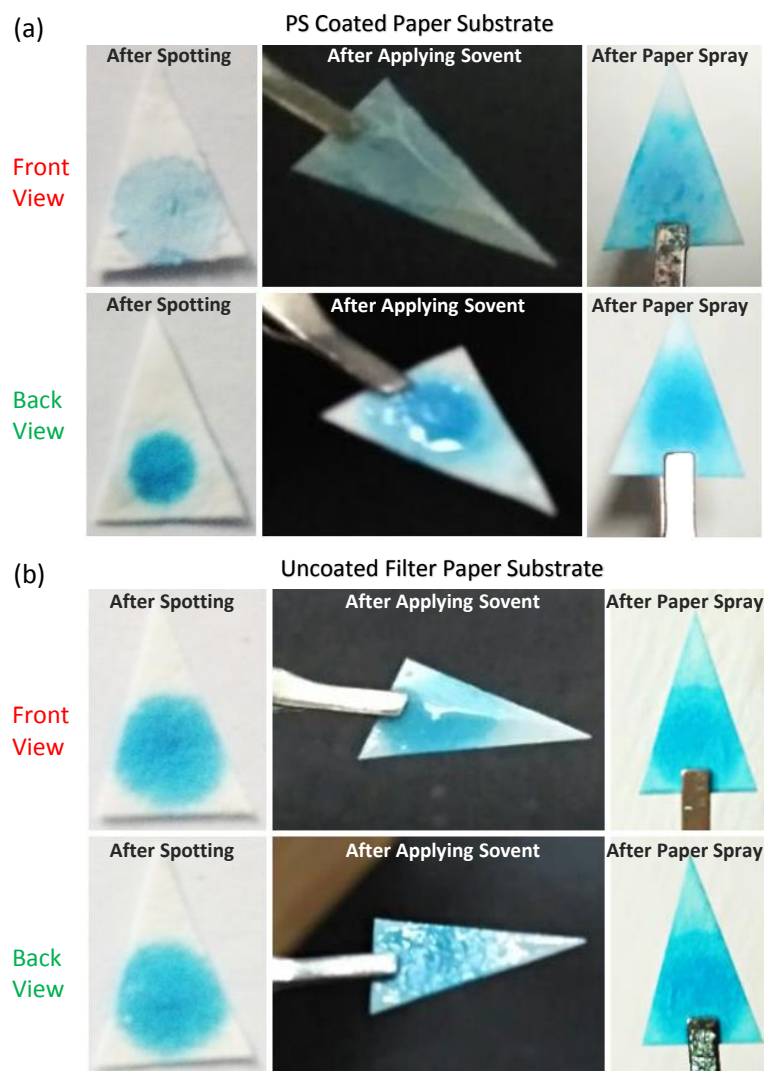 (a)
PS Coated Paper Substrate
After Spotting
After Applying Sovent
After Paper Spray
Front
View
After Spotting
After Applying Sovent
After Paper Spray
Back
View
(b)
Uncoated Filter Paper Substrate
After Spotting
After Applying Sovent
After Paper Spray
Front
View
After Spotting
After Applying Sovent
After Paper Spray
Back
View